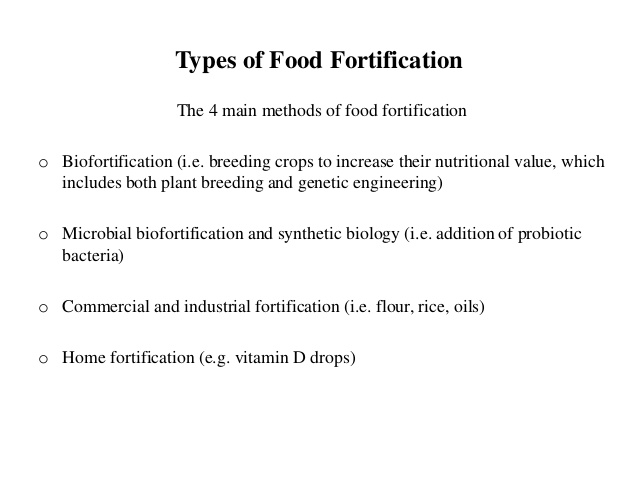 Types of Food Fortification
The 4 main methods of food fortification
o Biofortification (i.e. breeding crops to increase their nutritional value, which
includes both plant breeding and genetic engineering)
o Microbial biofortification and synthetic biology (i.e. addition of probiotic
bacteria)
o Commercial and industrial fortification (i.e. flour, rice, oils)
o Home fortification (e.g. vitamin D drops)